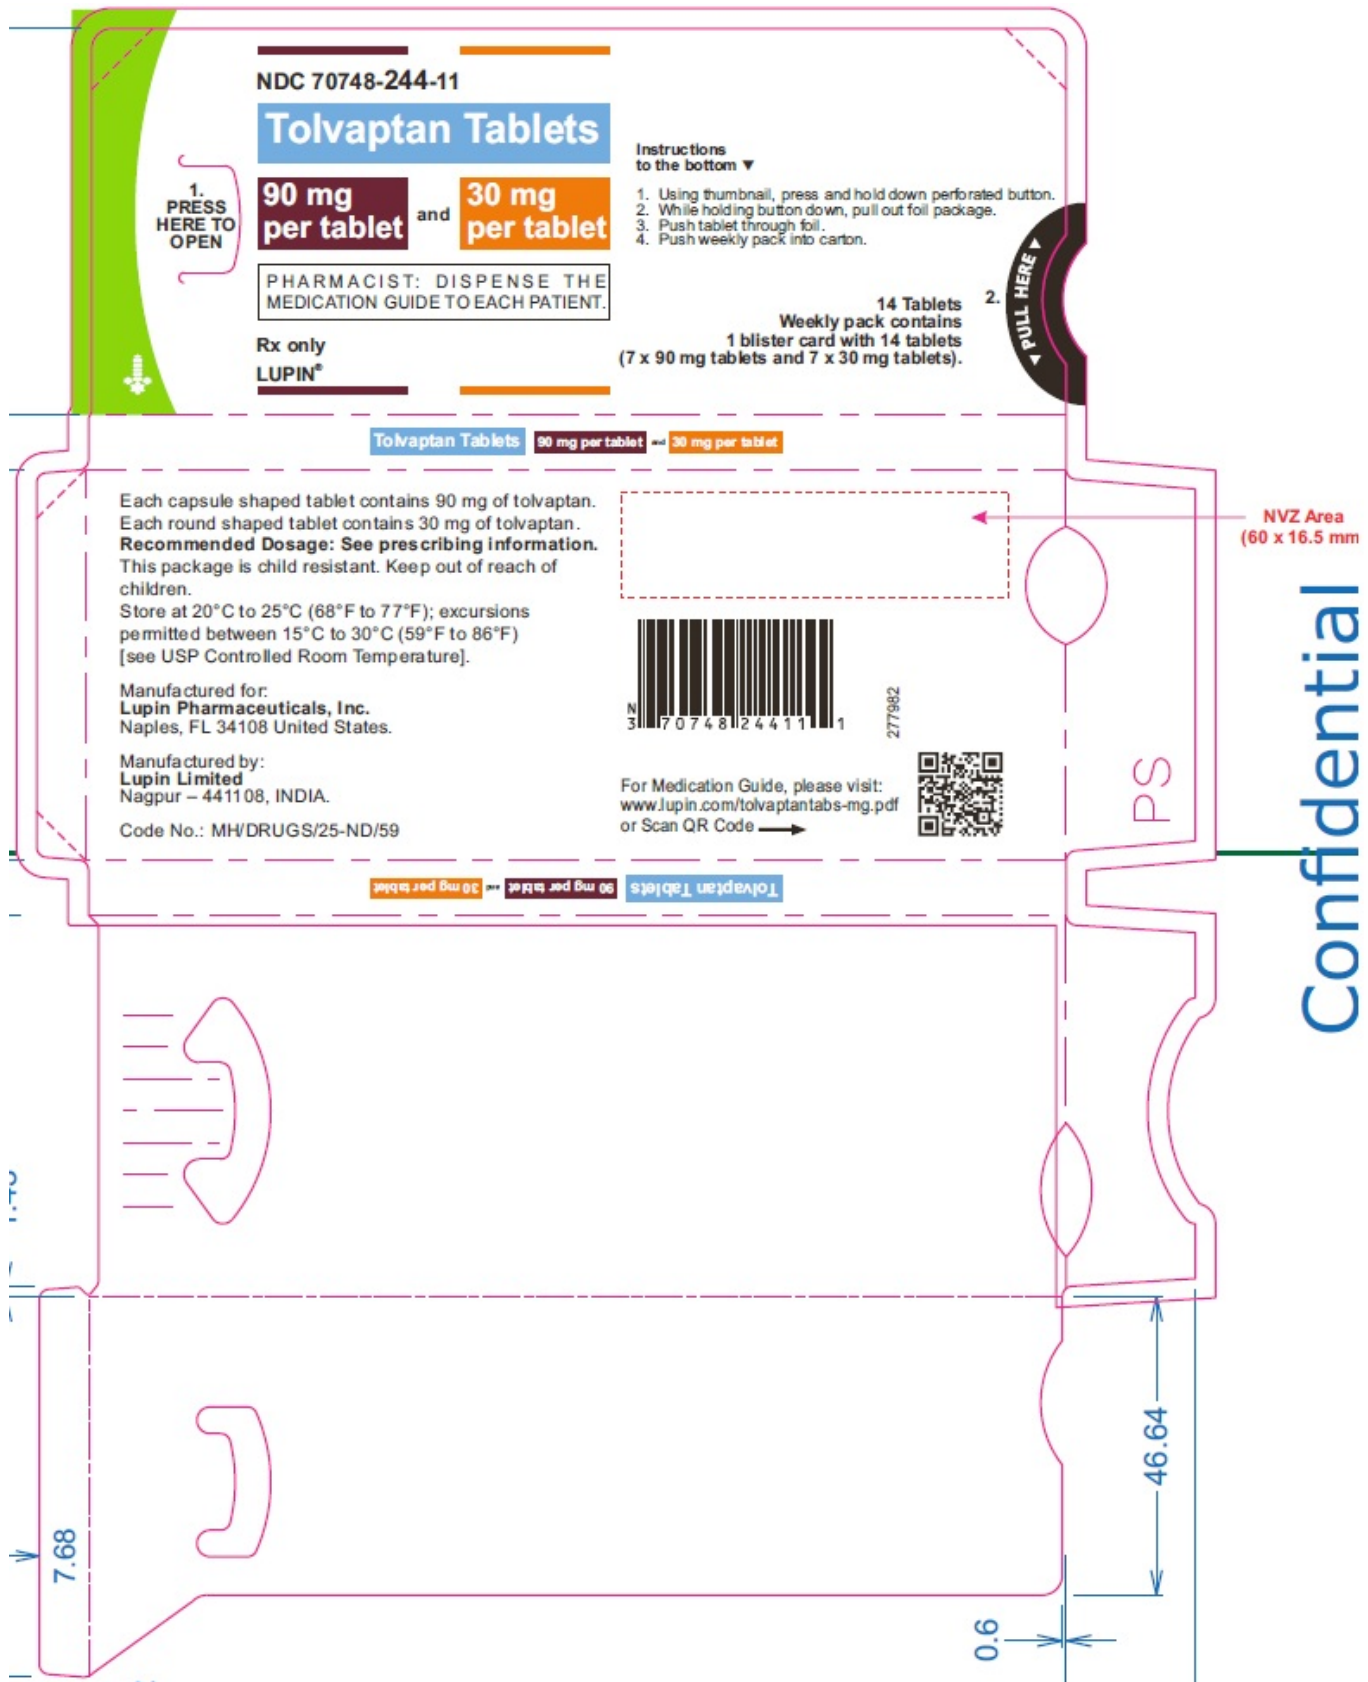 NDC 70748-244-11
Tolvaptan Tablets
90 mg
per tablet
and
30 mg
per tablet
1.
PRESS
HERE TO
OPEN
PHARMACIST: DISPENSE THE
MEDICATION GUIDE TO EACH PATIENT.
Rx only
LUPIN®
Instructions
to the bottom ▼
1. Using thumbnail, press and hold down perforated button.
2. While holding button down, pull out foil package.
3. Push tablet through foil.
4. Push weekly pack into carton.
14 Tablets
Weekly pack contains
1 blister card with 14 tablets
(7 x 90 mg tablets and 7 x 30 mg tablets).
2.
◄ PULL HERE ►
Tolvaptan Tablets 90 mg per tablet and 30 mg per tablet
Each capsule shaped tablet contains 90 mg of tolvaptan.
Each round shaped tablet contains 30 mg of tolvaptan.
Recommended Dosage: See prescribing information.
This package is child resistant. Keep out of reach of
children.
Store at 20°C to 25°C (68°F to 77°F); excursions
permitted between 15°C to 30°C (59°F to 86°F)
[see USP Controlled Room Temperature].
Manufactured for:
Lupin Pharmaceuticals, Inc.
Naples, FL 34108 United States.
Manufactured by:
Lupin Limited
Nagpur – 441108, INDIA.
Code No.: MH/DRUGS/25-ND/59
NVZ Area
(60 x 16.5 mm
N
3 70748 24411 1
277982
For Medication Guide, please visit:
www.lupin.com/tolvaptantabs-mg.pdf
or Scan QR Code
PS
Confidential
Tolvaptan Tablets 90 mg per tablet and 30 mg per tablet
46.64
7.68
0.6